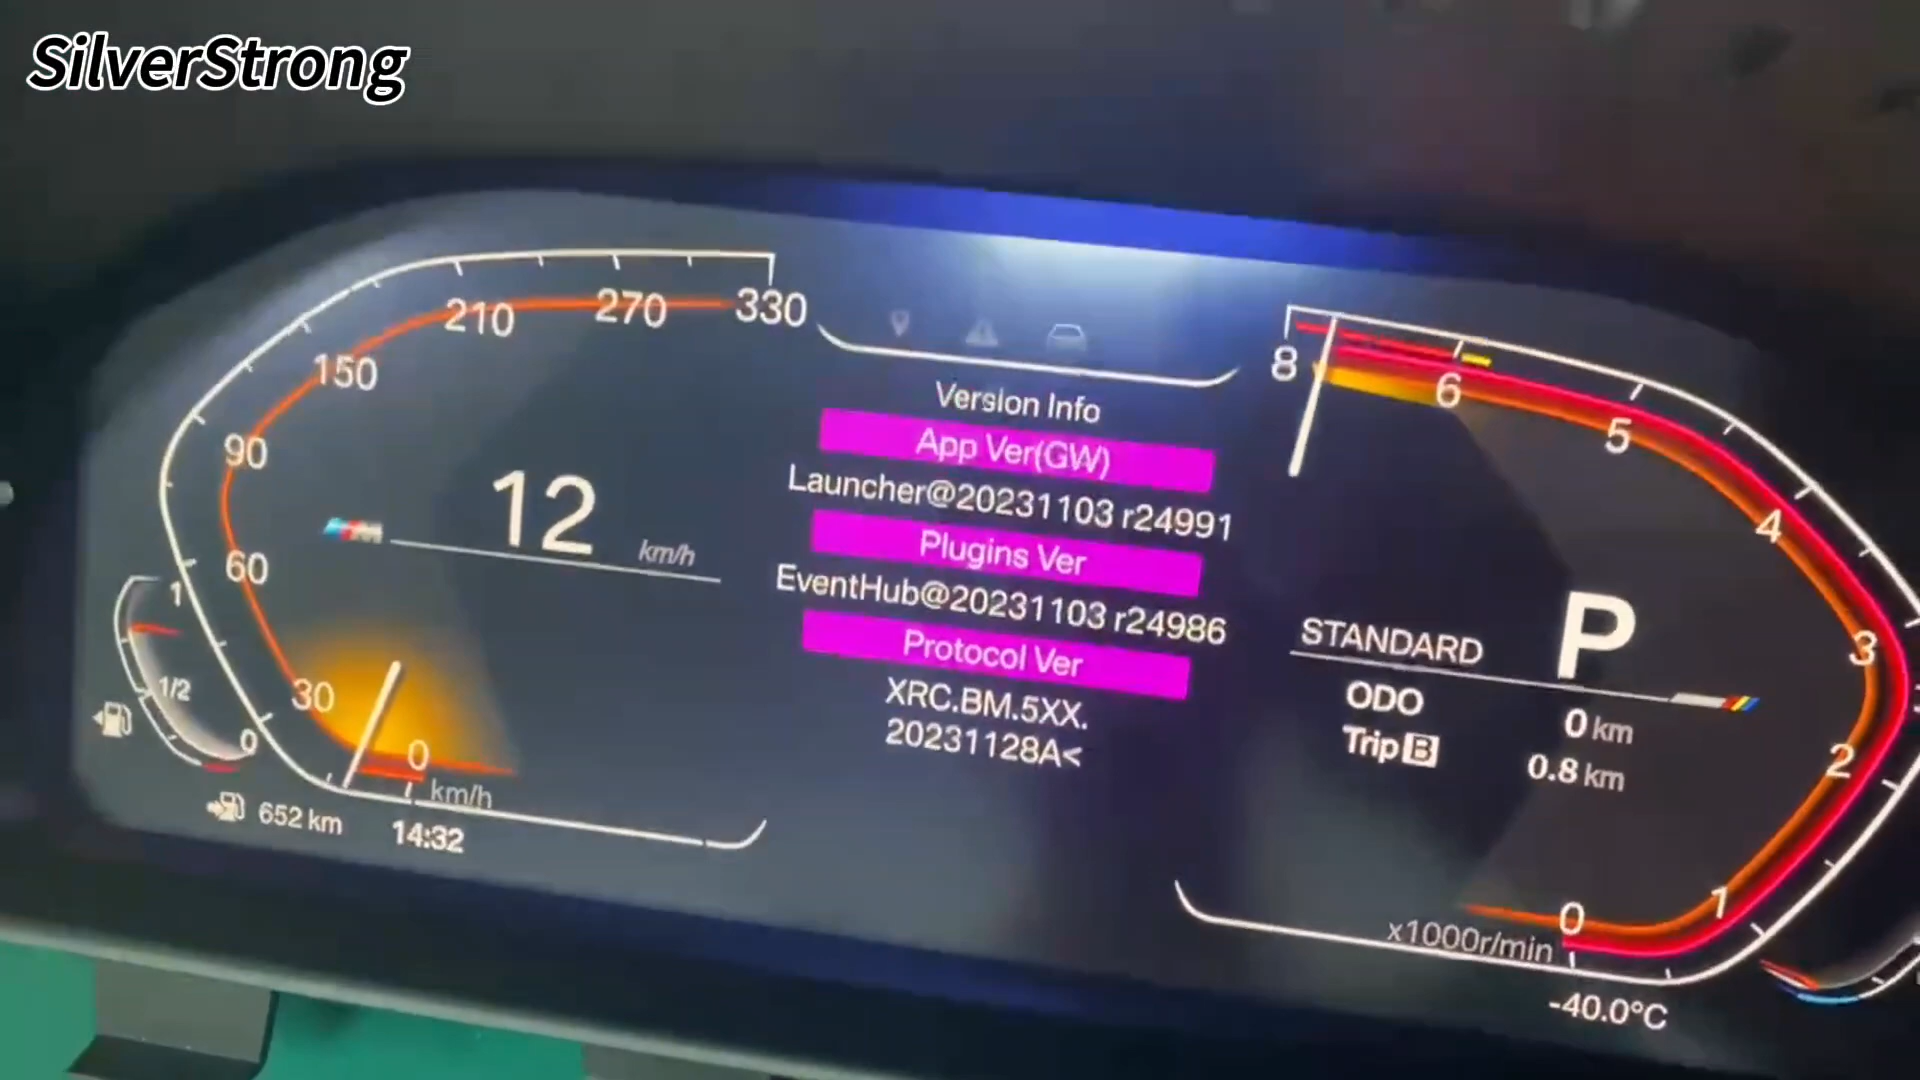 SilverStrong
330
270
210
150
90
60
30
0
km/h
12 km/h
1
1/2
0
652 km
14:32
Version Info
App Ver(GW)
Launcher@20231103 r24991
Plugins Ver
EventHub@20231103 r24986
Protocol Ver
XRC.BM.5XX.
20231128A<
8
6
5
4
3
2
1
0
x1000r/min
P
STANDARD
ODO 0 km
Trip B 0.8 km
-40.0°C